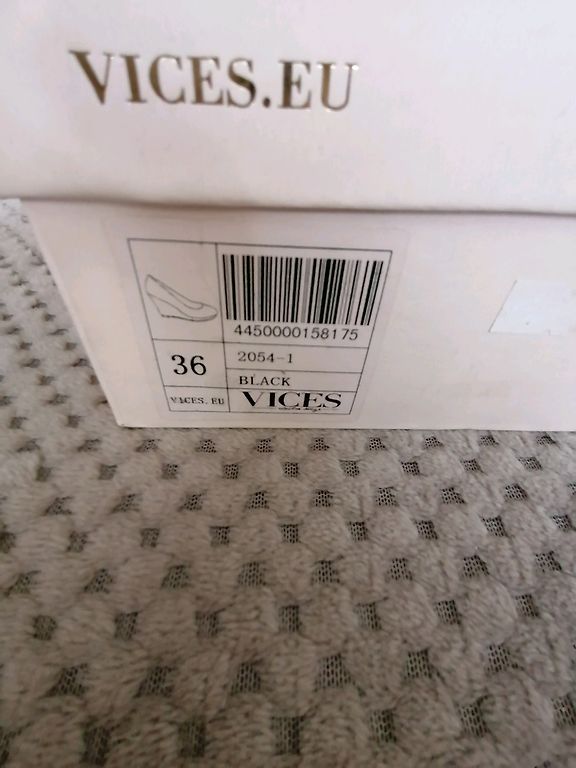 VICES.EU
4450000158175
36
2054-1
BLACK
VICES.EU
VICES